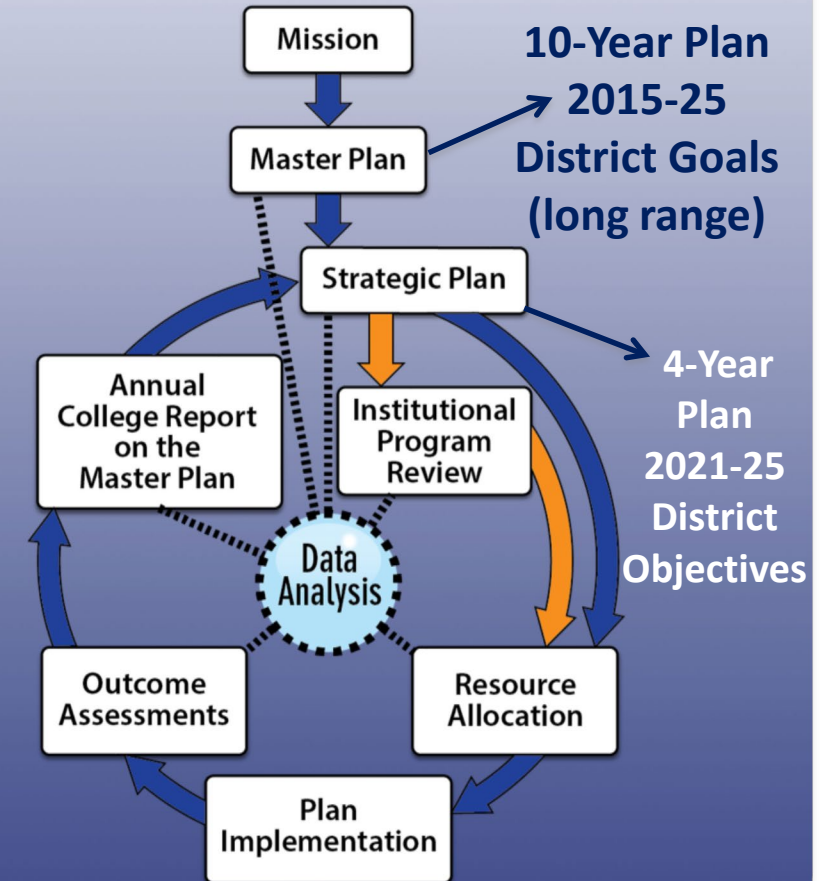 Mission
10-Year Plan
2015-25
District Goals
(long range)
Master Plan
Strategic Plan
4-Year
Plan
2021-25
District
Objectives
Annual
College Report
on the
Master Plan
Institutional
Program
Review
Data
Analysis
Outcome
Assessments
Resource
Allocation
Plan
Implementation